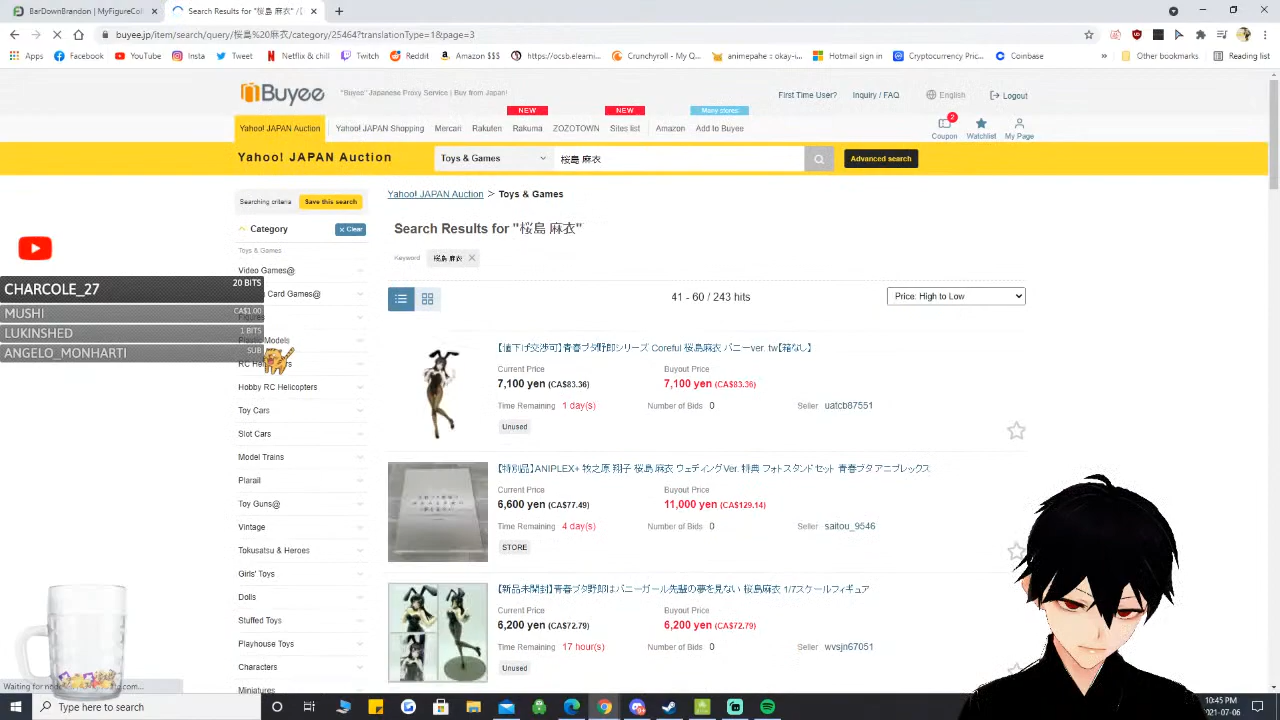 BarDownBrandon | MyFigureCol
Search Results for "桜島 麻衣" / 
buyee.jp/item/search/query/桜島%20麻衣/category/25464?translationType=1&page=3
Apps
Facebook
YouTube
Insta
Tweet
Netflix & chill
Twitch
Reddit
Amazon $$$
https://ocs.elearni...
Crunchyroll - My Q...
animepahe :: okay-i...
Hotmail sign in
Cryptocurrency Pric...
Coinbase
»
Other bookmarks
Reading list
Buyee
"Buyee" Japanese Proxy Service | Buy from Japan!
First Time User?
Inquiry / FAQ
English
Logout
NEW
NEW
Many stores
Yahoo! JAPAN Auction
Yahoo! JAPAN Shopping
Mercari
Rakuten
Rakuma
ZOZOTOWN
Sites list
Amazon
Add to Buyee
2
Coupon
Watchlist
My Page
Yahoo! JAPAN Auction
Toys & Games
桜島 麻衣
Advanced search
Searching criteria
Save this search
Yahoo! JAPAN Auction > Toys & Games
Category
× Clear
Search Results for "桜島 麻衣"
Toys & Games
Keyword
桜島 麻衣
Video Games@
Card Games@
41 - 60 / 243 hits
Price: High to Low
CHARCOLE_27
20 BITS
MUSHI
CA$1.00
LUKINSHED
1 BITS
ANGELO_MONHARTI
SUB
Models
RC He
Hobby RC Helicopters
Toy Cars
Slot Cars
Model Trains
Plarail
Toy Guns@
Vintage
Tokusatsu & Heroes
Girls' Toys
Dolls
Stuffed Toys
Playhouse Toys
Characters
Miniatures
【値下げ交渉可】青春ブタ野郎シリーズ Coreful 桜島麻衣 バニーver. tw【箱なし】
Current Price
Buyout Price
7,100 yen (CA$83.36)
7,100 yen (CA$83.36)
Time Remaining 1 day(s)
Number of Bids 0
Seller uatcb87551
Unused
【特別品】ANIPLEX+ 牧之原 翔子 桜島 麻衣 ウェディングVer. 特典 フォトスタンドセット 青春ブタ アニプレックス
Current Price
Buyout Price
6,600 yen (CA$77.49)
11,000 yen (CA$129.14)
Time Remaining 4 day(s)
Number of Bids 0
Seller saitou_9546
STORE
【新品未開封】青春ブタ野郎はバニーガール先輩の夢を見ない 桜島麻衣 1/7スケールフィギュア
Current Price
Buyout Price
6,200 yen (CA$72.79)
6,200 yen (CA$72.79)
Time Remaining 17 hour(s)
Number of Bids 0
Seller wvsjn67051
Unused
Type here to search
10:45 PM
2021-07-06